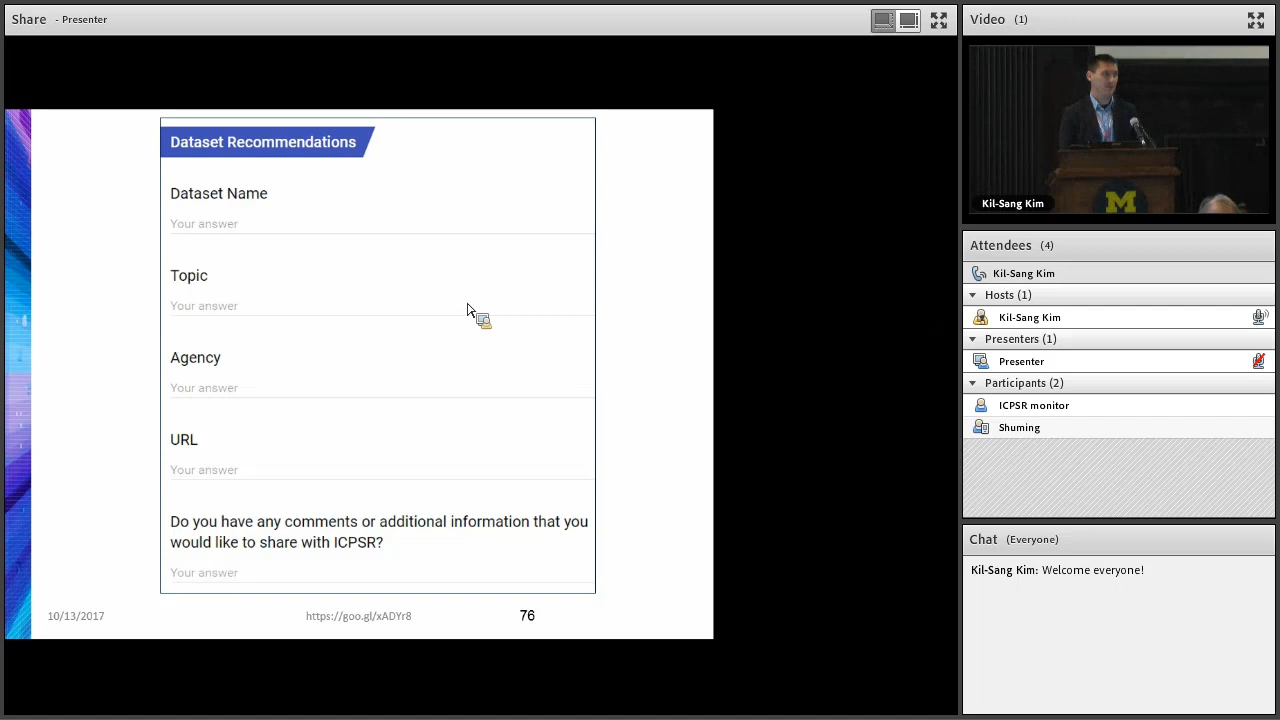 Share - Presenter
Dataset Recommendations
Dataset Name
Your answer
Topic
Your answer
Agency
Your answer
URL
Your answer
Do you have any comments or additional information that you
would like to share with ICPSR?
Your answer
10/13/2017
https://goo.gl/xADYr8
76
Video (1)
M
Kil-Sang Kim
Attendees (4)
Kil-Sang Kim
Hosts (1)
Kil-Sang Kim
Presenters (1)
Presenter
Participants (2)
ICPSR monitor
Shuming
Chat (Everyone)
Kil-Sang Kim: Welcome everyone!